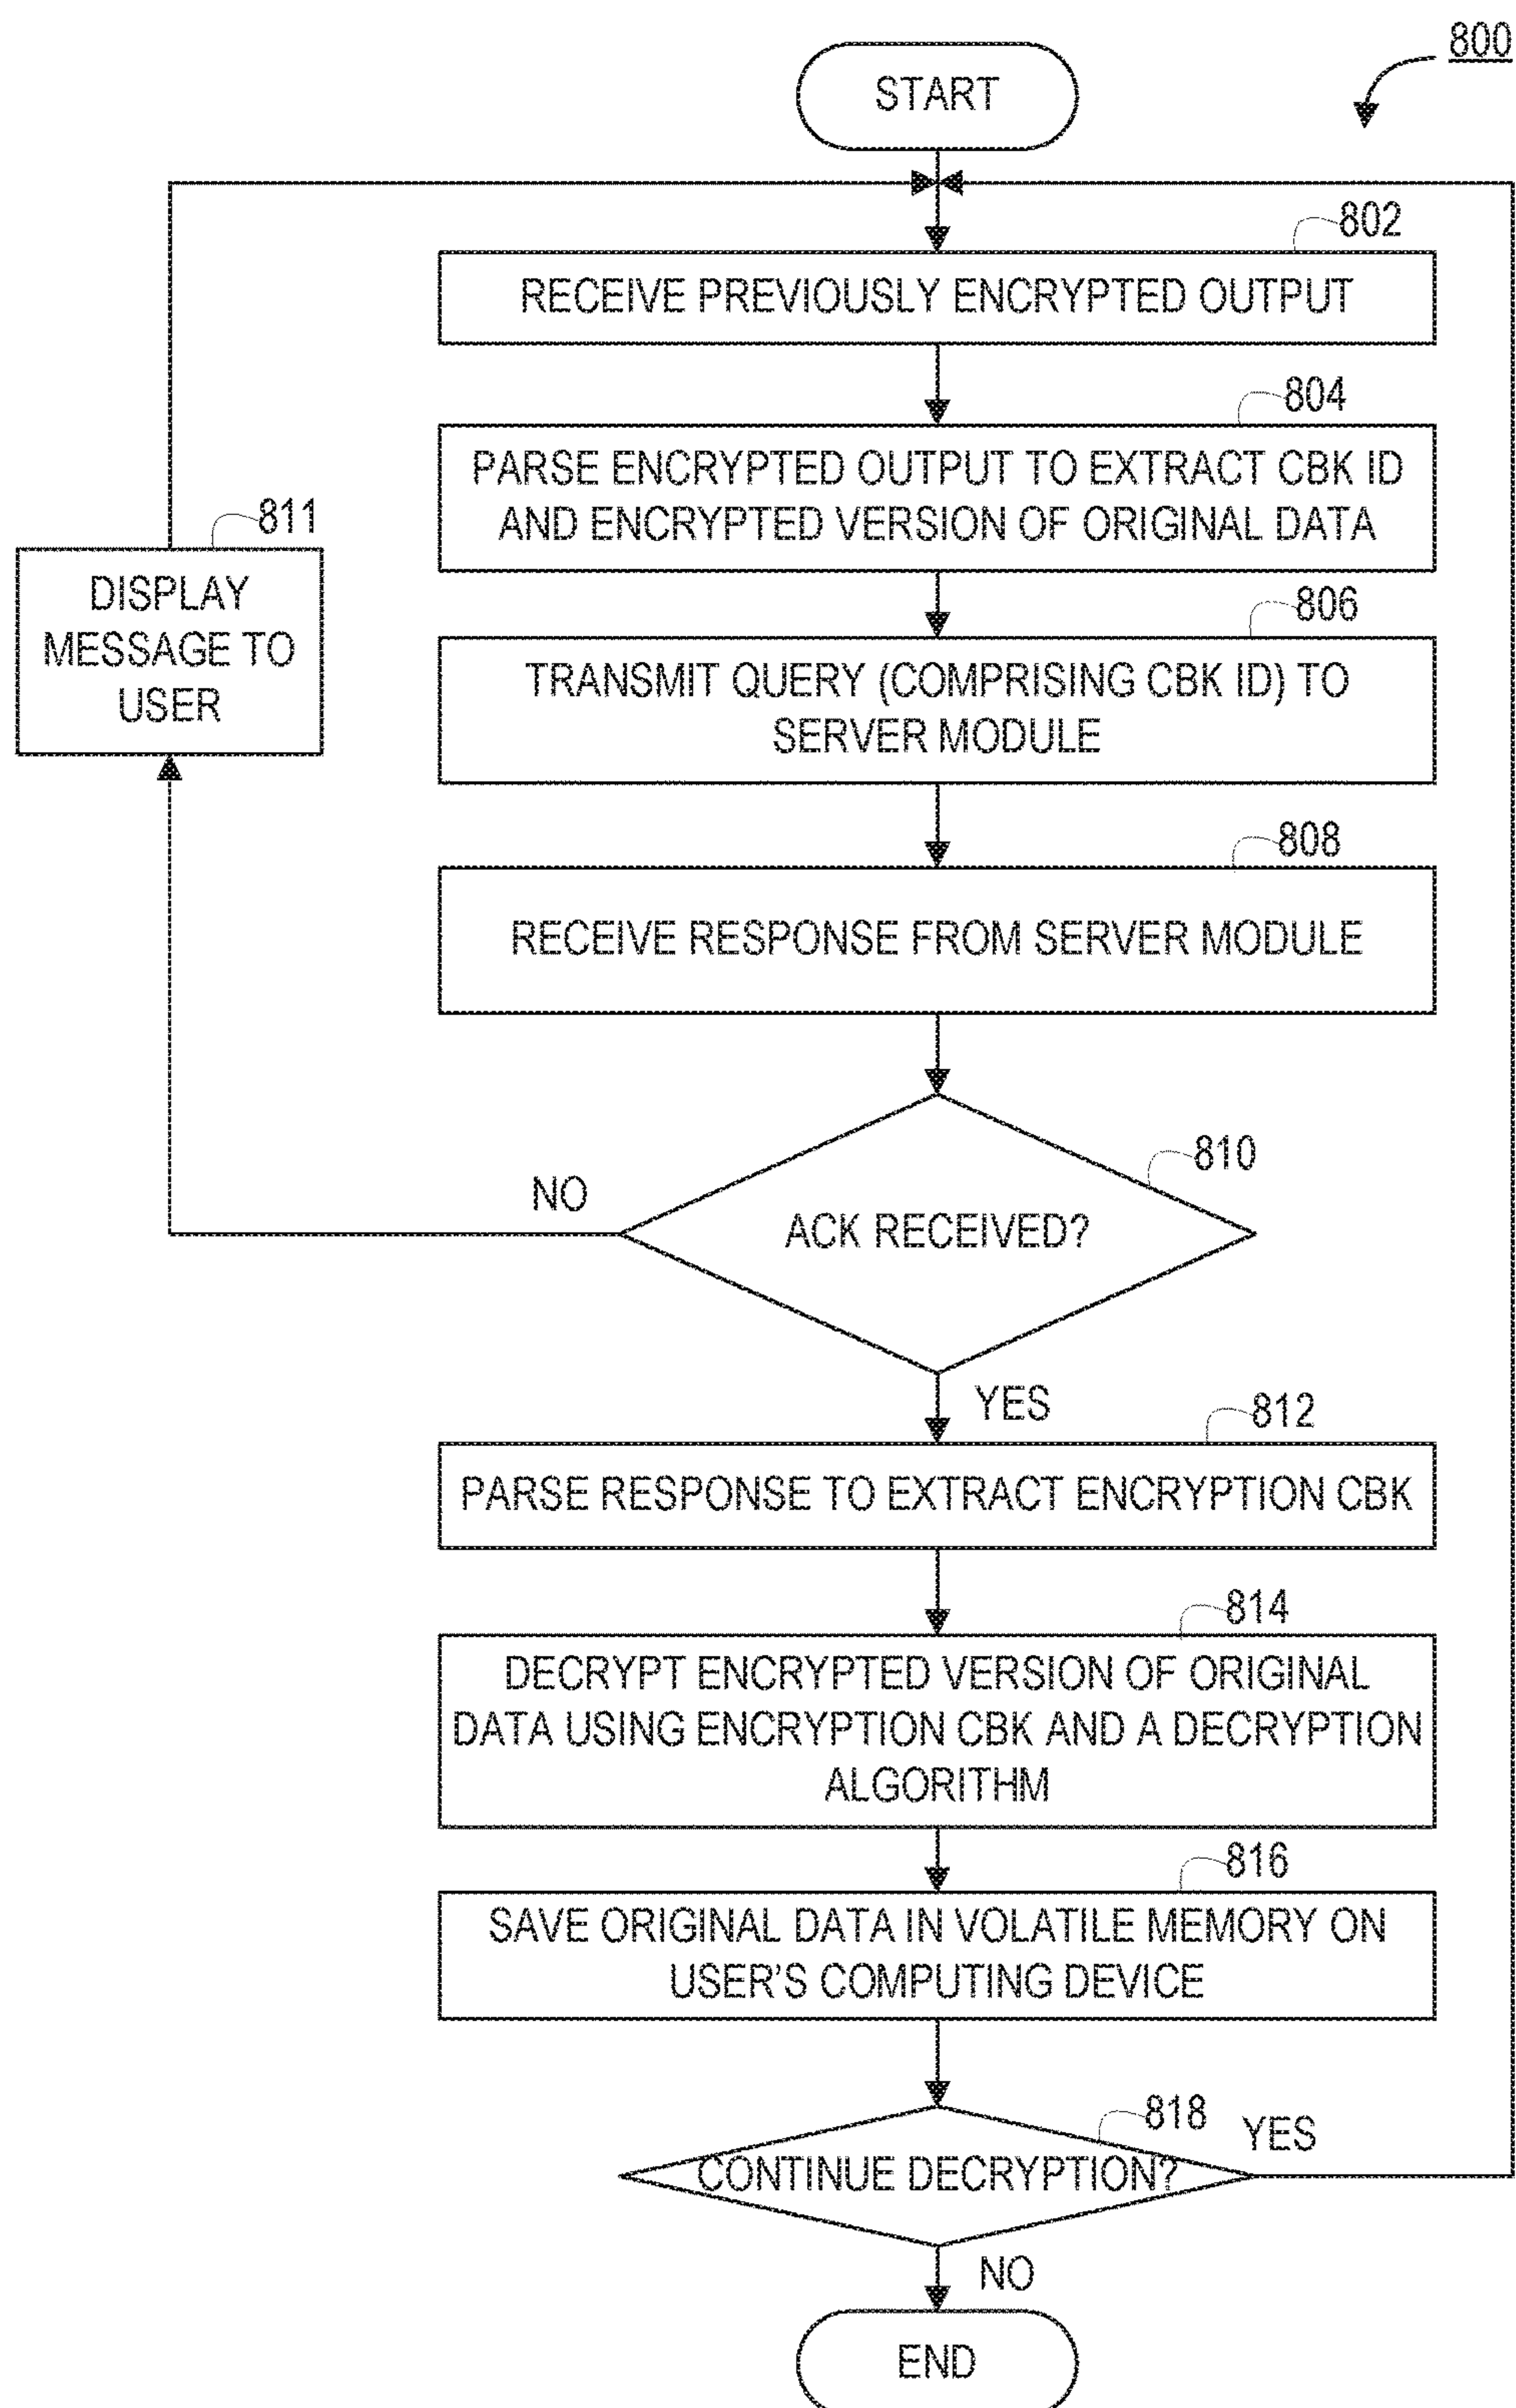 800
START
802
RECEIVE PREVIOUSLY ENCRYPTED OUTPUT
804
PARSE ENCRYPTED OUTPUT TO EXTRACT CBK ID
AND ENCRYPTED VERSION OF ORIGINAL DATA
811
DISPLAY
MESSAGE TO
USER
806
TRANSMIT QUERY (COMPRISING CBK ID) TO
SERVER MODULE
808
RECEIVE RESPONSE FROM SERVER MODULE
810
NO
ACK RECEIVED?
YES
812
PARSE RESPONSE TO EXTRACT ENCRYPTION CBK
814
DECRYPT ENCRYPTED VERSION OF ORIGINAL
DATA USING ENCRYPTION CBK AND A DECRYPTION
ALGORITHM
816
SAVE ORIGINAL DATA IN VOLATILE MEMORY ON
USER'S COMPUTING DEVICE
818
YES
CONTINUE DECRYPTION?
NO
END